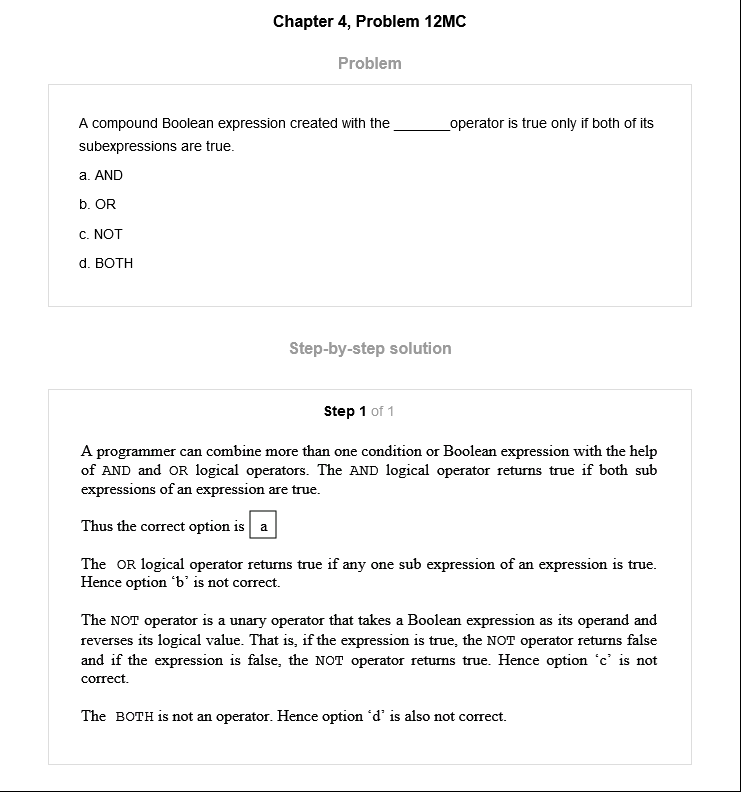 Chapter 4, Problem 12MC
Problem
A compound Boolean expression created with the _______operator is true only if both of its
subexpressions are true.
a. AND
b. OR
c. NOT
d. BOTH
Step-by-step solution
Step 1 of 1
A programmer can combine more than one condition or Boolean expression with the help
of AND and OR logical operators. The AND logical operator returns true if both sub
expressions of an expression are true.
Thus the correct option is a
The OR logical operator returns true if any one sub expression of an expression is true.
Hence option ‘b’ is not correct.
The NOT operator is a unary operator that takes a Boolean expression as its operand and
reverses its logical value. That is, if the expression is true, the NOT operator returns false
and if the expression is false, the NOT operator returns true. Hence option ‘c’ is not
correct.
The BOTH is not an operator. Hence option ‘d’ is also not correct.